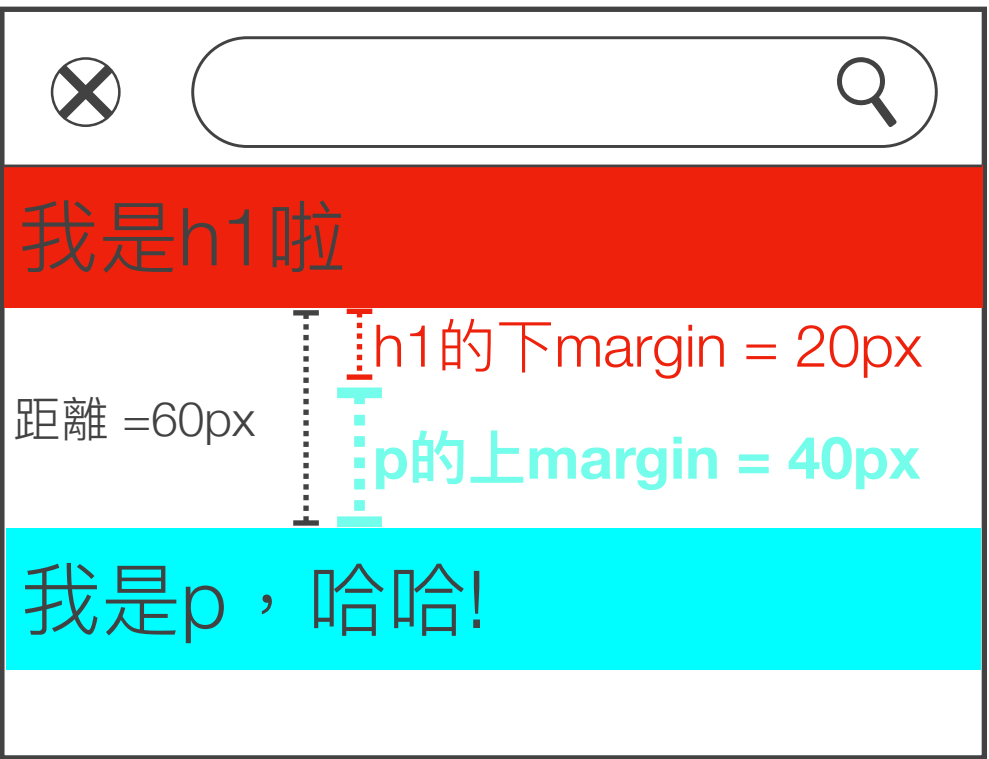 我是h1啦
h1的下margin = 20px
距離 =60px
p的上margin = 40px
我是p，哈哈!